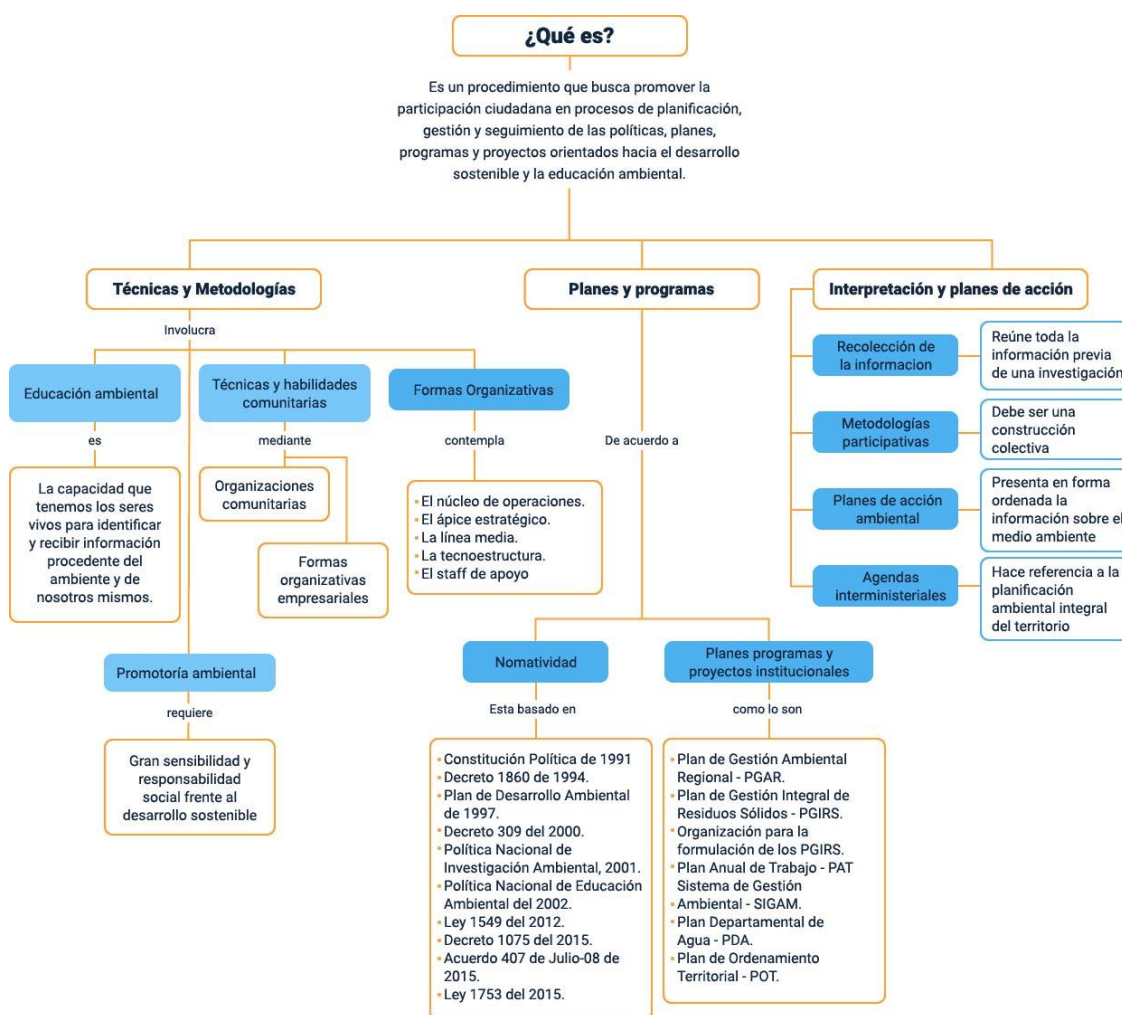 ¿Qué es?
Es un procedimiento que busca promover la
participación ciudadana en procesos de planificación,
gestión y seguimiento de las políticas, planes,
programas y proyectos orientados hacia el desarrollo
sostenible y la educación ambiental.
Técnicas y Metodologías
Involucra
Educación ambiental
es
La capacidad que
tenemos los seres
vivos para identificar
y recibir información
procedente del
ambiente y de
nosotros mismos.
Técnicas y habilidades
comunitarias
mediante
Organizaciones
comunitarias
Formas
organizativas
empresariales
Formas Organizativas
contempla
• El núcleo de operaciones.
• El ápice estratégico.
• La línea media.
• La tecnoestructura.
• El staff de apoyo
Promotoría ambiental
requiere
Gran sensibilidad y
responsabilidad
social frente al
desarrollo sostenible
Planes y programas
De acuerdo a
Nomatividad
Esta basado en
• Constitución Política de 1991
• Decreto 1860 de 1994.
• Plan de Desarrollo Ambiental
de 1997.
• Decreto 309 del 2000.
• Política Nacional de
Investigación Ambiental, 2001.
• Política Nacional de Educación
Ambiental del 2002.
• Ley 1549 del 2012.
• Decreto 1075 del 2015.
• Acuerdo 407 de Julio-08 de
2015.
• Ley 1753 del 2015.
Planes programas y
proyectos institucionales
como lo son
• Plan de Gestión Ambiental
Regional - PGAR.
• Plan de Gestión Integral de
Residuos Sólidos - PGIRS.
• Organización para la
formulación de los PGIRS.
• Plan Anual de Trabajo - PAT
Sistema de Gestión
• Ambiental - SIGAM.
• Plan Departamental de
Agua - PDA.
• Plan de Ordenamiento
Territorial - POT.
Interpretación y planes de acción
Recolección de
la informacion
Reúne toda la
información previa
de una investigación
Metodologías
participativas
Debe ser una
construcción
colectiva
Planes de acción
ambiental
Presenta en forma
ordenada la
información sobre el
medio ambiente
Agendas
interministeriales
Hace referencia a la
planificación
ambiental integral
del territorio